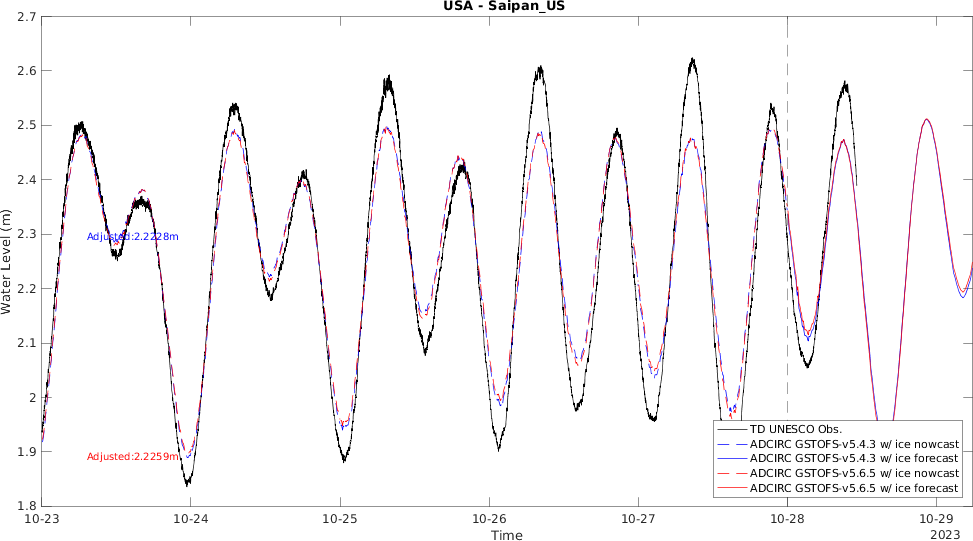 USA - Saipan_US
2.7
2.6
2.5
2.4
2.3
2.2
2.1
2
1.9
1.8
Water Level (m)
Adjusted:2.2228m
Adjusted:2.2259m
TD UNESCO Obs.
ADCIRC GSTOFS-v5.4.3 w/ ice nowcast
ADCIRC GSTOFS-v5.4.3 w/ ice forecast
ADCIRC GSTOFS-v5.6.5 w/ ice nowcast
ADCIRC GSTOFS-v5.6.5 w/ ice forecast
10-23 10-24 10-25 10-26 10-27 10-28 10-29
Time
2023